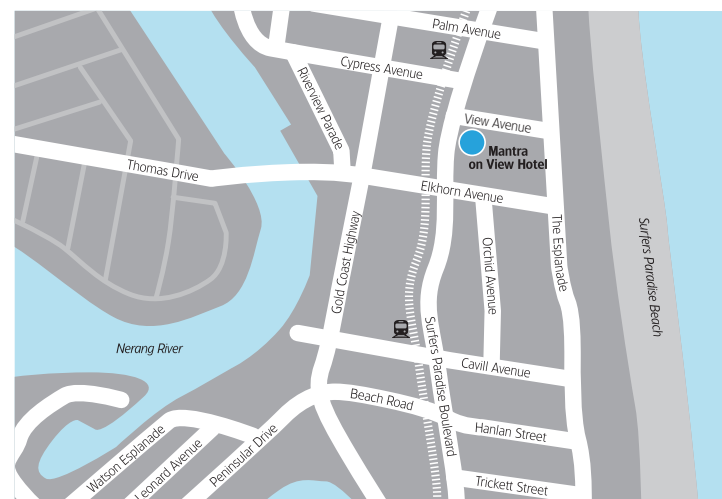 Palm Avenue
Cypress Avenue
Riverview Parade
View Avenue
Mantra
on View Hotel
Thomas Drive
Elkhorn Avenue
Gold Coast Highway
Orchid Avenue
The Esplanade
Surfers Paradise Beach
Nerang River
Surfers Paradise Boulevard
Cavill Avenue
Beach Road
Hanlan Street
Watson Esplanade
Leonard Avenue
Peninsular Drive
Trickett Street